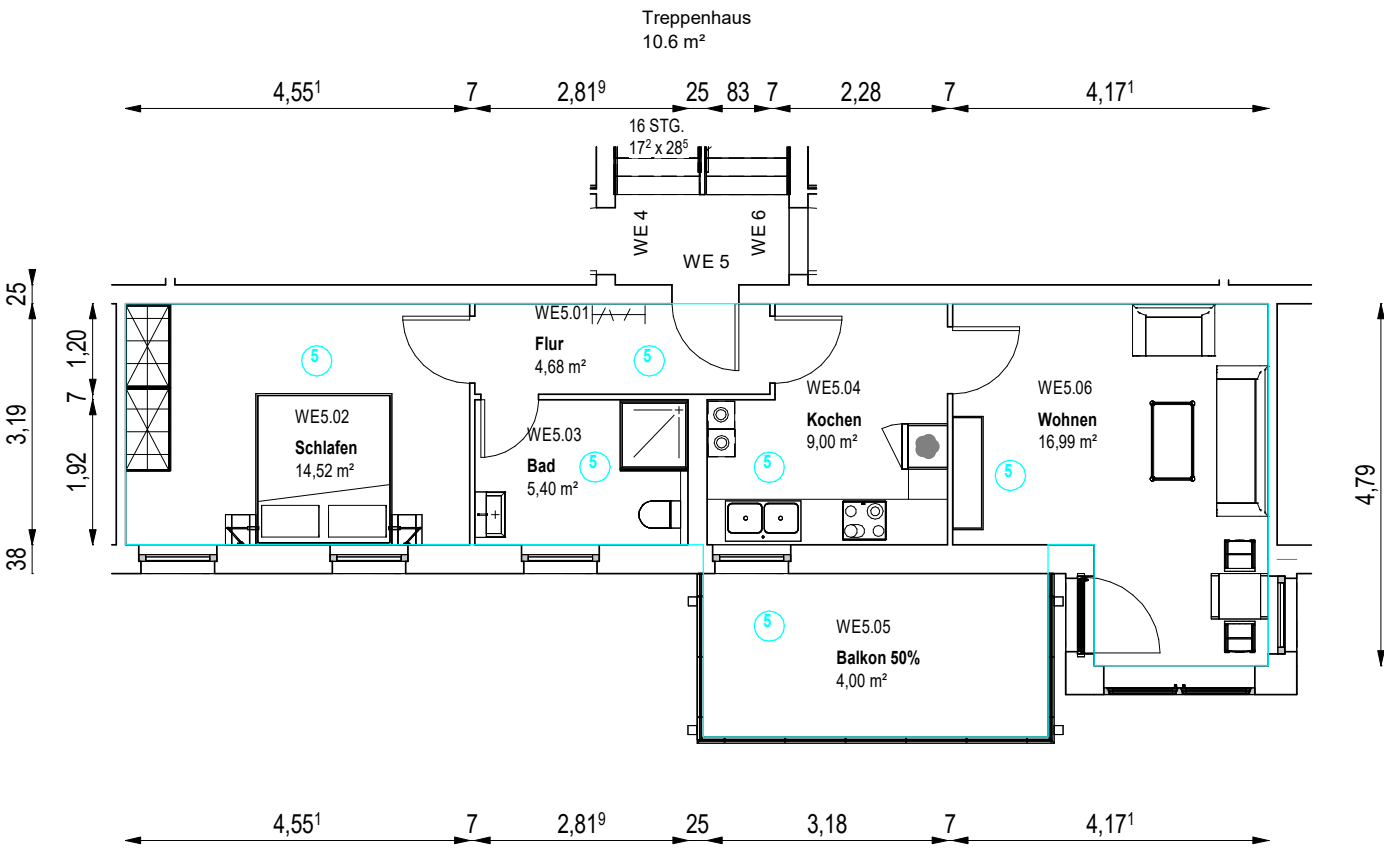 Treppenhaus
10.6 m²
4,55¹ 7 2,81⁹ 25 83 7 2,28 7 4,17¹
16 STG.
17² x 28⁵
WE 4
WE 6
WE 5
25
3,19
38
1,20
7
1,92
4,79
WE5.01
Flur
4,68 m²
5
5
WE5.02
Schlafen
14,52 m²
WE5.03
Bad
5,40 m²
5
WE5.04
Kochen
9,00 m²
5
WE5.06
Wohnen
16,99 m²
5
WE5.05
Balkon 50%
4,00 m²
5
4,55¹ 7 2,81⁹ 25 3,18 7 4,17¹